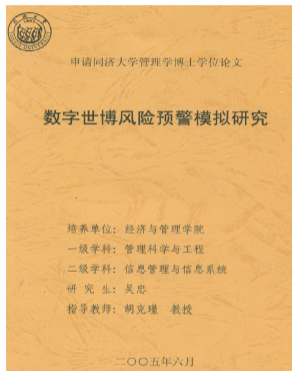 申请同济大学管理学博士学位论文
数字世博风险预警模拟研究
培养单位：经济与管理学院
一级学科：管理科学与工程
二级学科：信息管理与信息系统
研 究 生：吴忠
指导教师：胡克瑾 教授
二〇〇五年六月